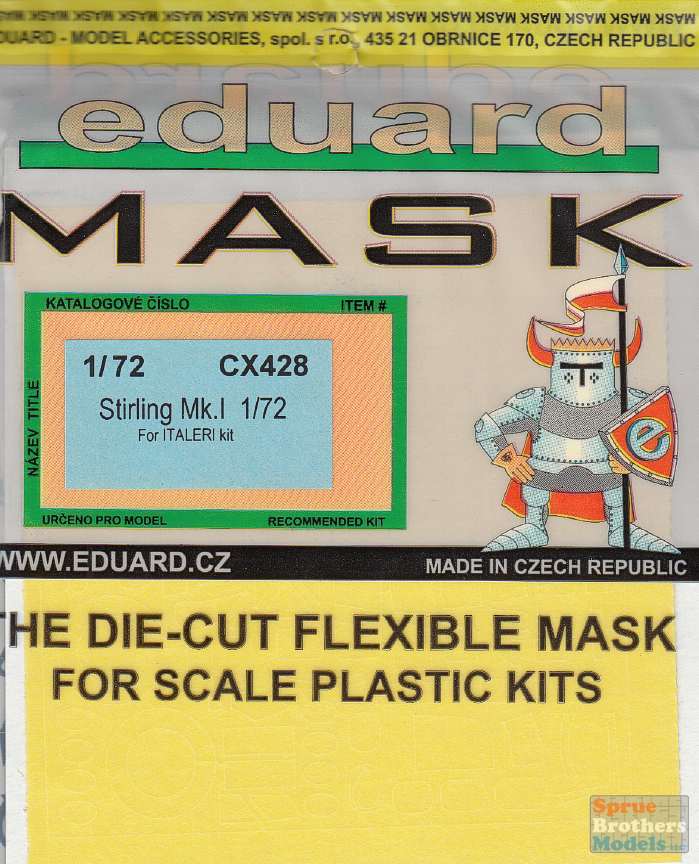 MASK MASK MASK MASK MASK MASK MASK MASK MASK MASK MASK MASK MASK
DUARD - MODEL ACCESSORIES, spol. s r.o., 435 21 OBRNICE 170, CZECH REPUBLIC
eduard
MASK
KATALOGOVÉ ČÍSLO ITEM #
NÁZEV TITLE
1/72 CX428
Stirling Mk.I 1/72
For ITALERI kit
URČENO PRO MODEL RECOMMENDED KIT
e
WWW.EDUARD.CZ MADE IN CZECH REPUBLIC
HE DIE-CUT FLEXIBLE MASK
FOR SCALE PLASTIC KITS
Sprue
Brothers
Models LLC